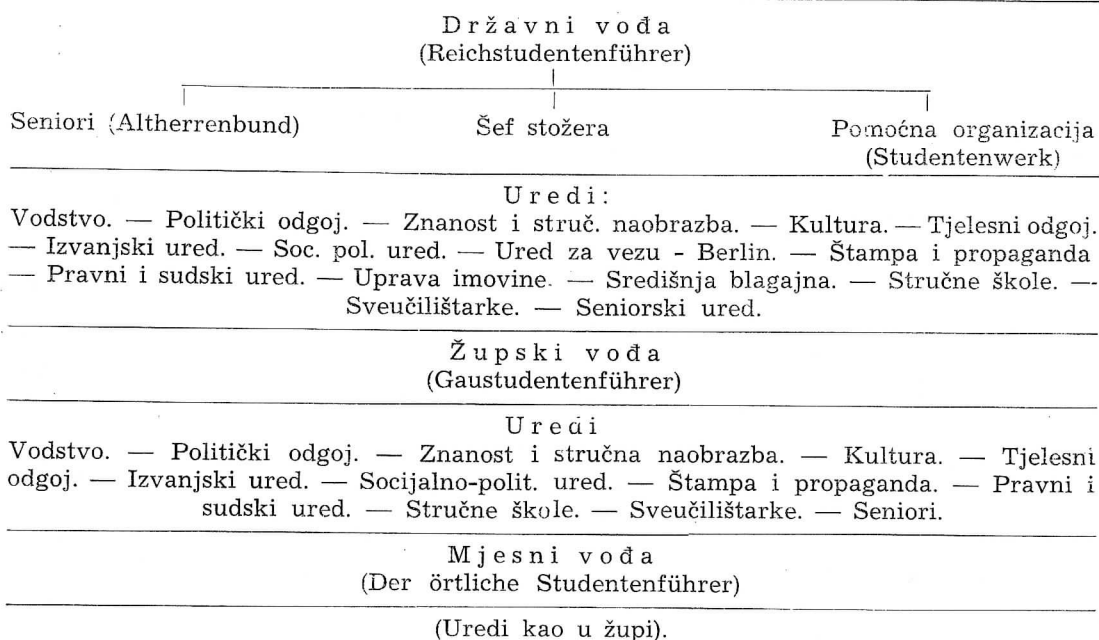 Državni vođa
(Reichstudentenführer)
Seniori (Altherrenbund) Šef stožera Pomoćna organizacija
(Studentenwerk)
Uredi:
Vodstvo. — Politički odgoj. — Znanost i struč. naobrazba. — Kultura. — Tjelesni odgoj.
— Izvanjski ured. — Soc. pol. ured. — Ured za vezu - Berlin. — Štampa i propaganda
— Pravni i sudski ured. — Uprava imovine. — Središnja blagajna. — Stručne škole. —
Sveučilištarke. — Seniorski ured.
Župski vođa
(Gaustudentenführer)
Uredi
Vodstvo. — Politički odgoj. — Znanost i stručna naobrazba. — Kultura. — Tjelesni
odgoj. — Izvanjski ured. — Socijalno-polit. ured. — Štampa i propaganda. — Pravni i
sudski ured. — Stručne škole. — Sveučilištarke. — Seniori.
Mjesni vođa
(Der örtliche Studentenführer)
(Uredi kao u župi).